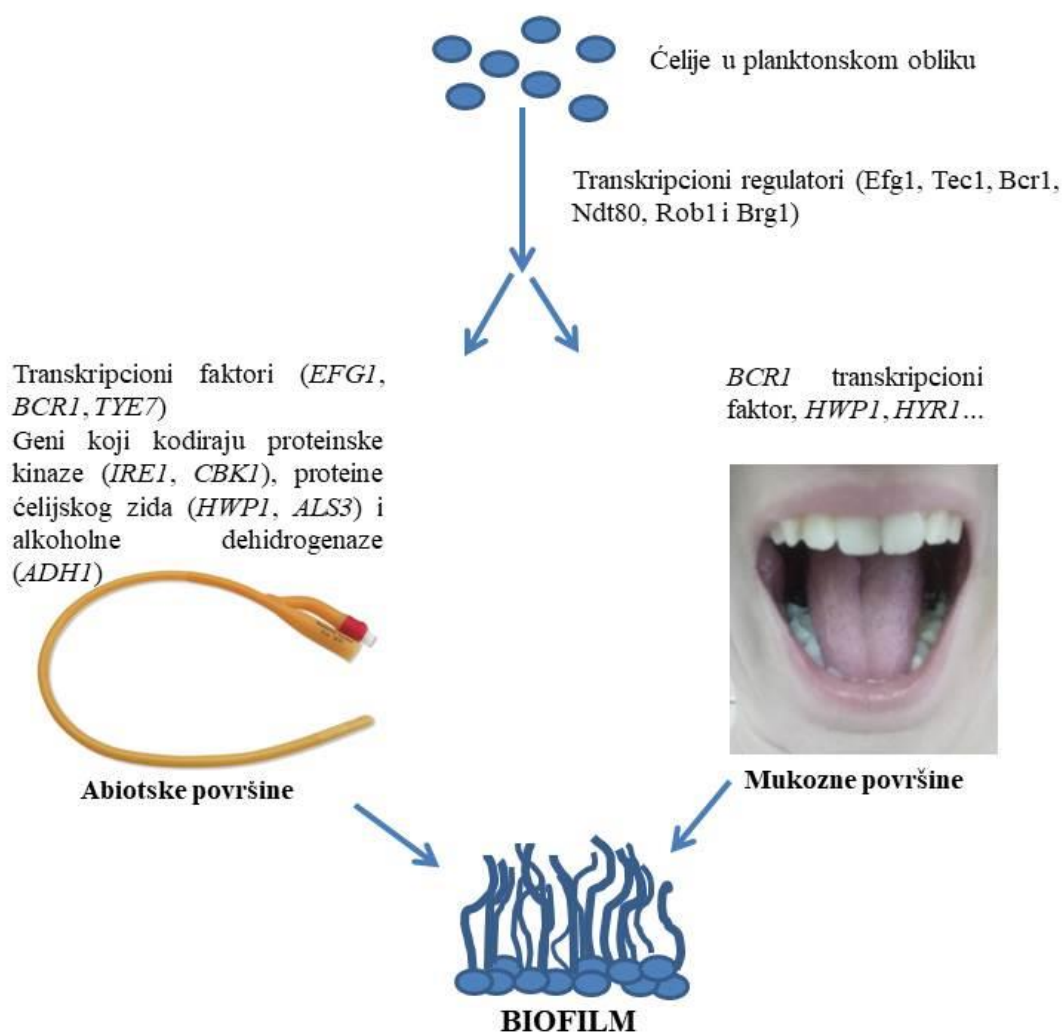 Ćelije u planktonskom obliku
Transkripcioni regulatori (Efg1, Tec1, Bcr1,
Ndt80, Rob1 i Brg1)
Transkripcioni faktori (EFG1,
BCR1, TYE7)
Geni koji kodiraju proteinske
kinaze (IRE1, CBK1), proteine
ćelijskog zida (HWP1, ALS3) i
alkoholne dehidrogenaze
(ADH1)
BCR1 transkripcioni
faktor, HWP1, HYR1...
Abiotske površine
Mukozne površine
BIOFILM